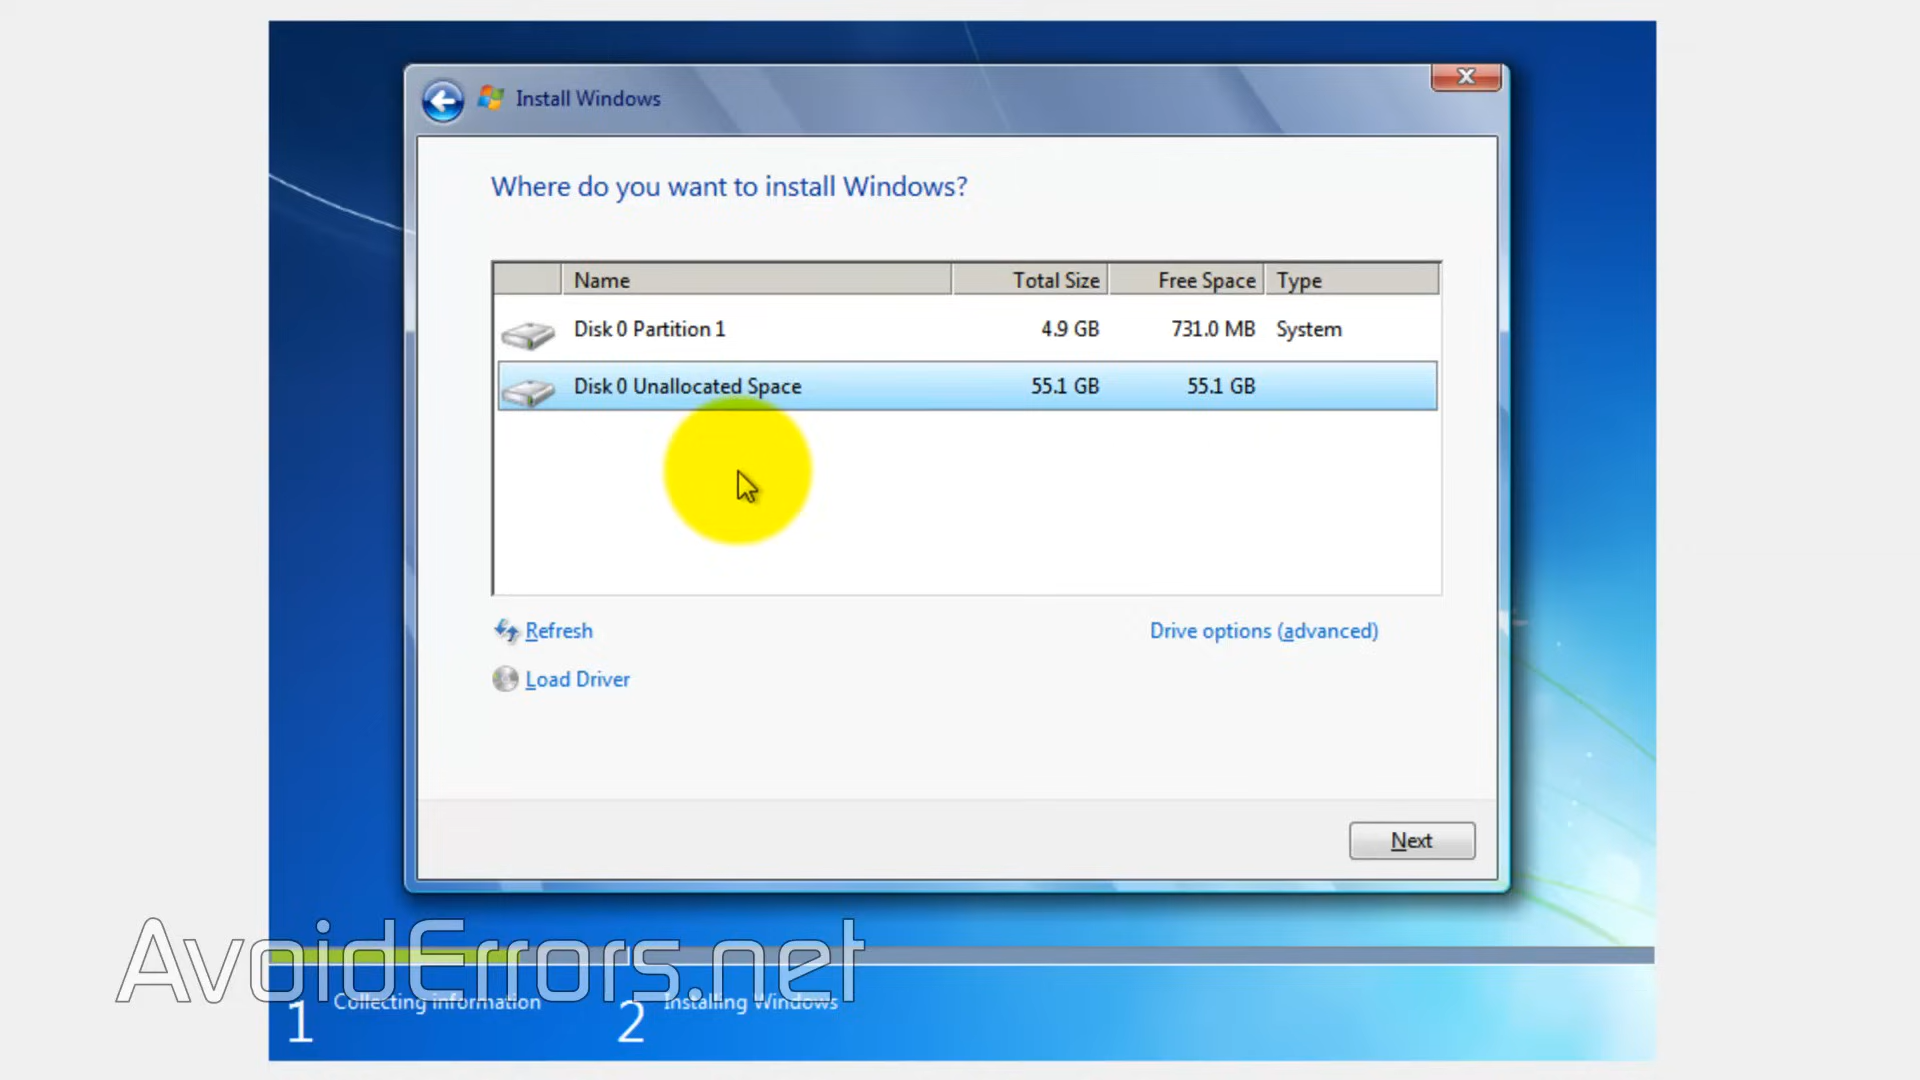 Install Windows
Where do you want to install Windows?
Name Total Size Free Space Type
Disk 0 Partition 1 4.9 GB 731.0 MB System
Disk 0 Unallocated Space 55.1 GB 55.1 GB
Refresh Drive options (advanced)
Load Driver
Next
AvoidErrors.net
1 Collecting information 2 Installing Windows